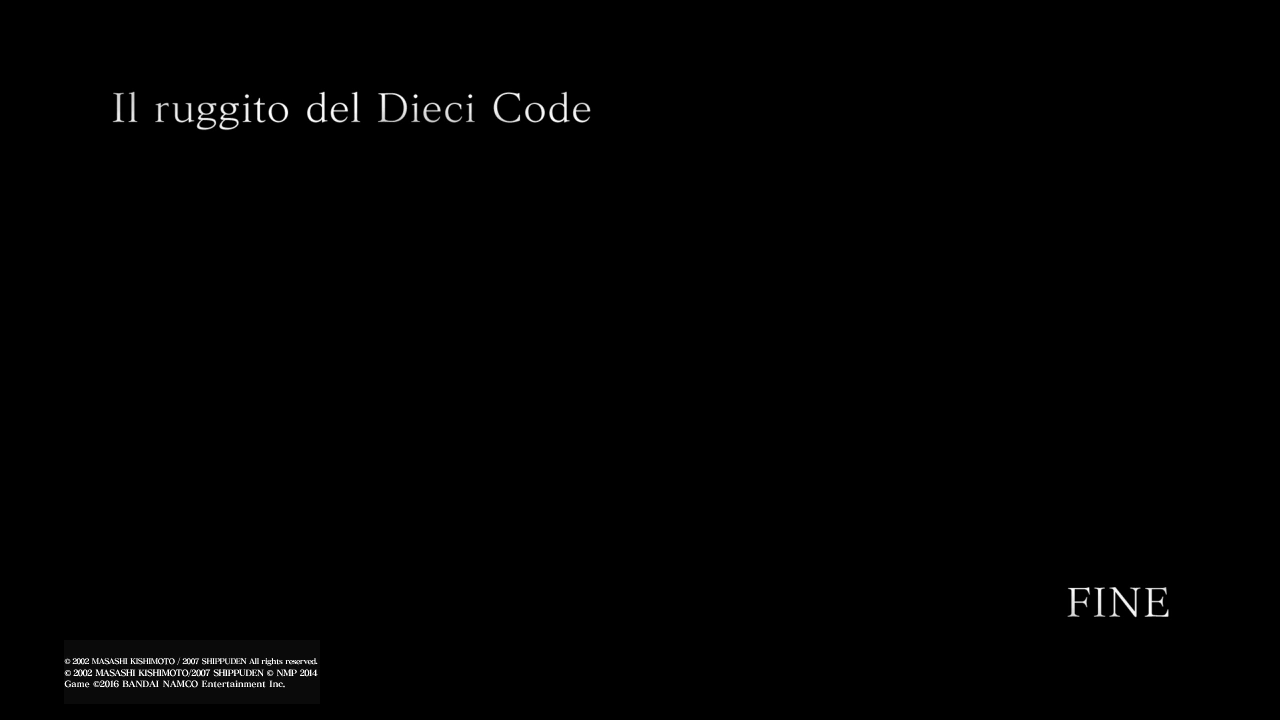 Il ruggito del Dieci Code
FINE
© 2002 MASASHI KISHIMOTO / 2007 SHIPPUDEN All rights reserved.
© 2002 MASASHI KISHIMOTO/2007 SHIPPUDEN © NMP 2014
Game ©2016 BANDAI NAMCO Entertainment Inc.